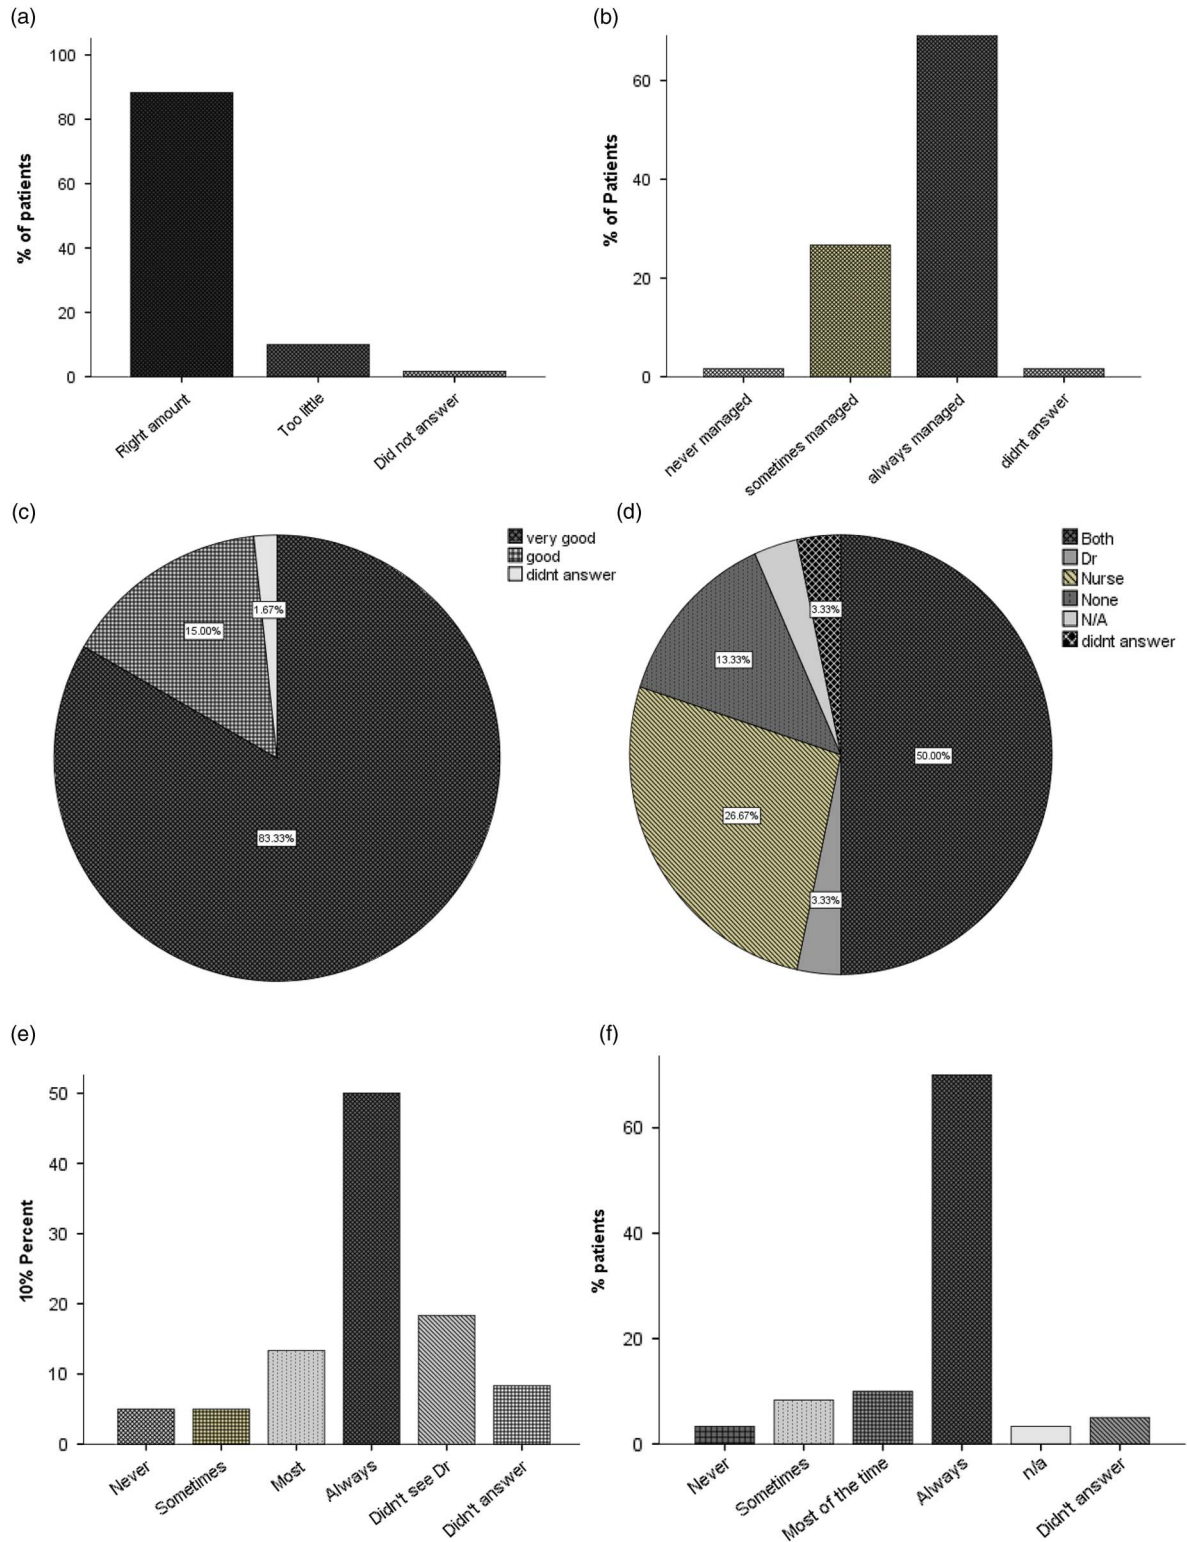 (a)
100
80
60
40
20
0
% of patients
Right amount
Too little
Did not answer
(b)
60
40
20
0
% of Patients
never managed
sometimes managed
always managed
didnt answer
(c)
very good
good
didnt answer
1.67%
15.00%
83.33%
(d)
Both
Dr
Nurse
None
N/A
didnt answer
3.33%
13.33%
50.00%
26.67%
3.33%
(e)
50
40
30
20
10
0
10% Percent
Never
Sometimes
Most
Always
Didn't see Dr
Didn't answer
(f)
60
40
20
0
% patients
Never
Sometimes
Most of the time
Always
n/a
Didn't answer